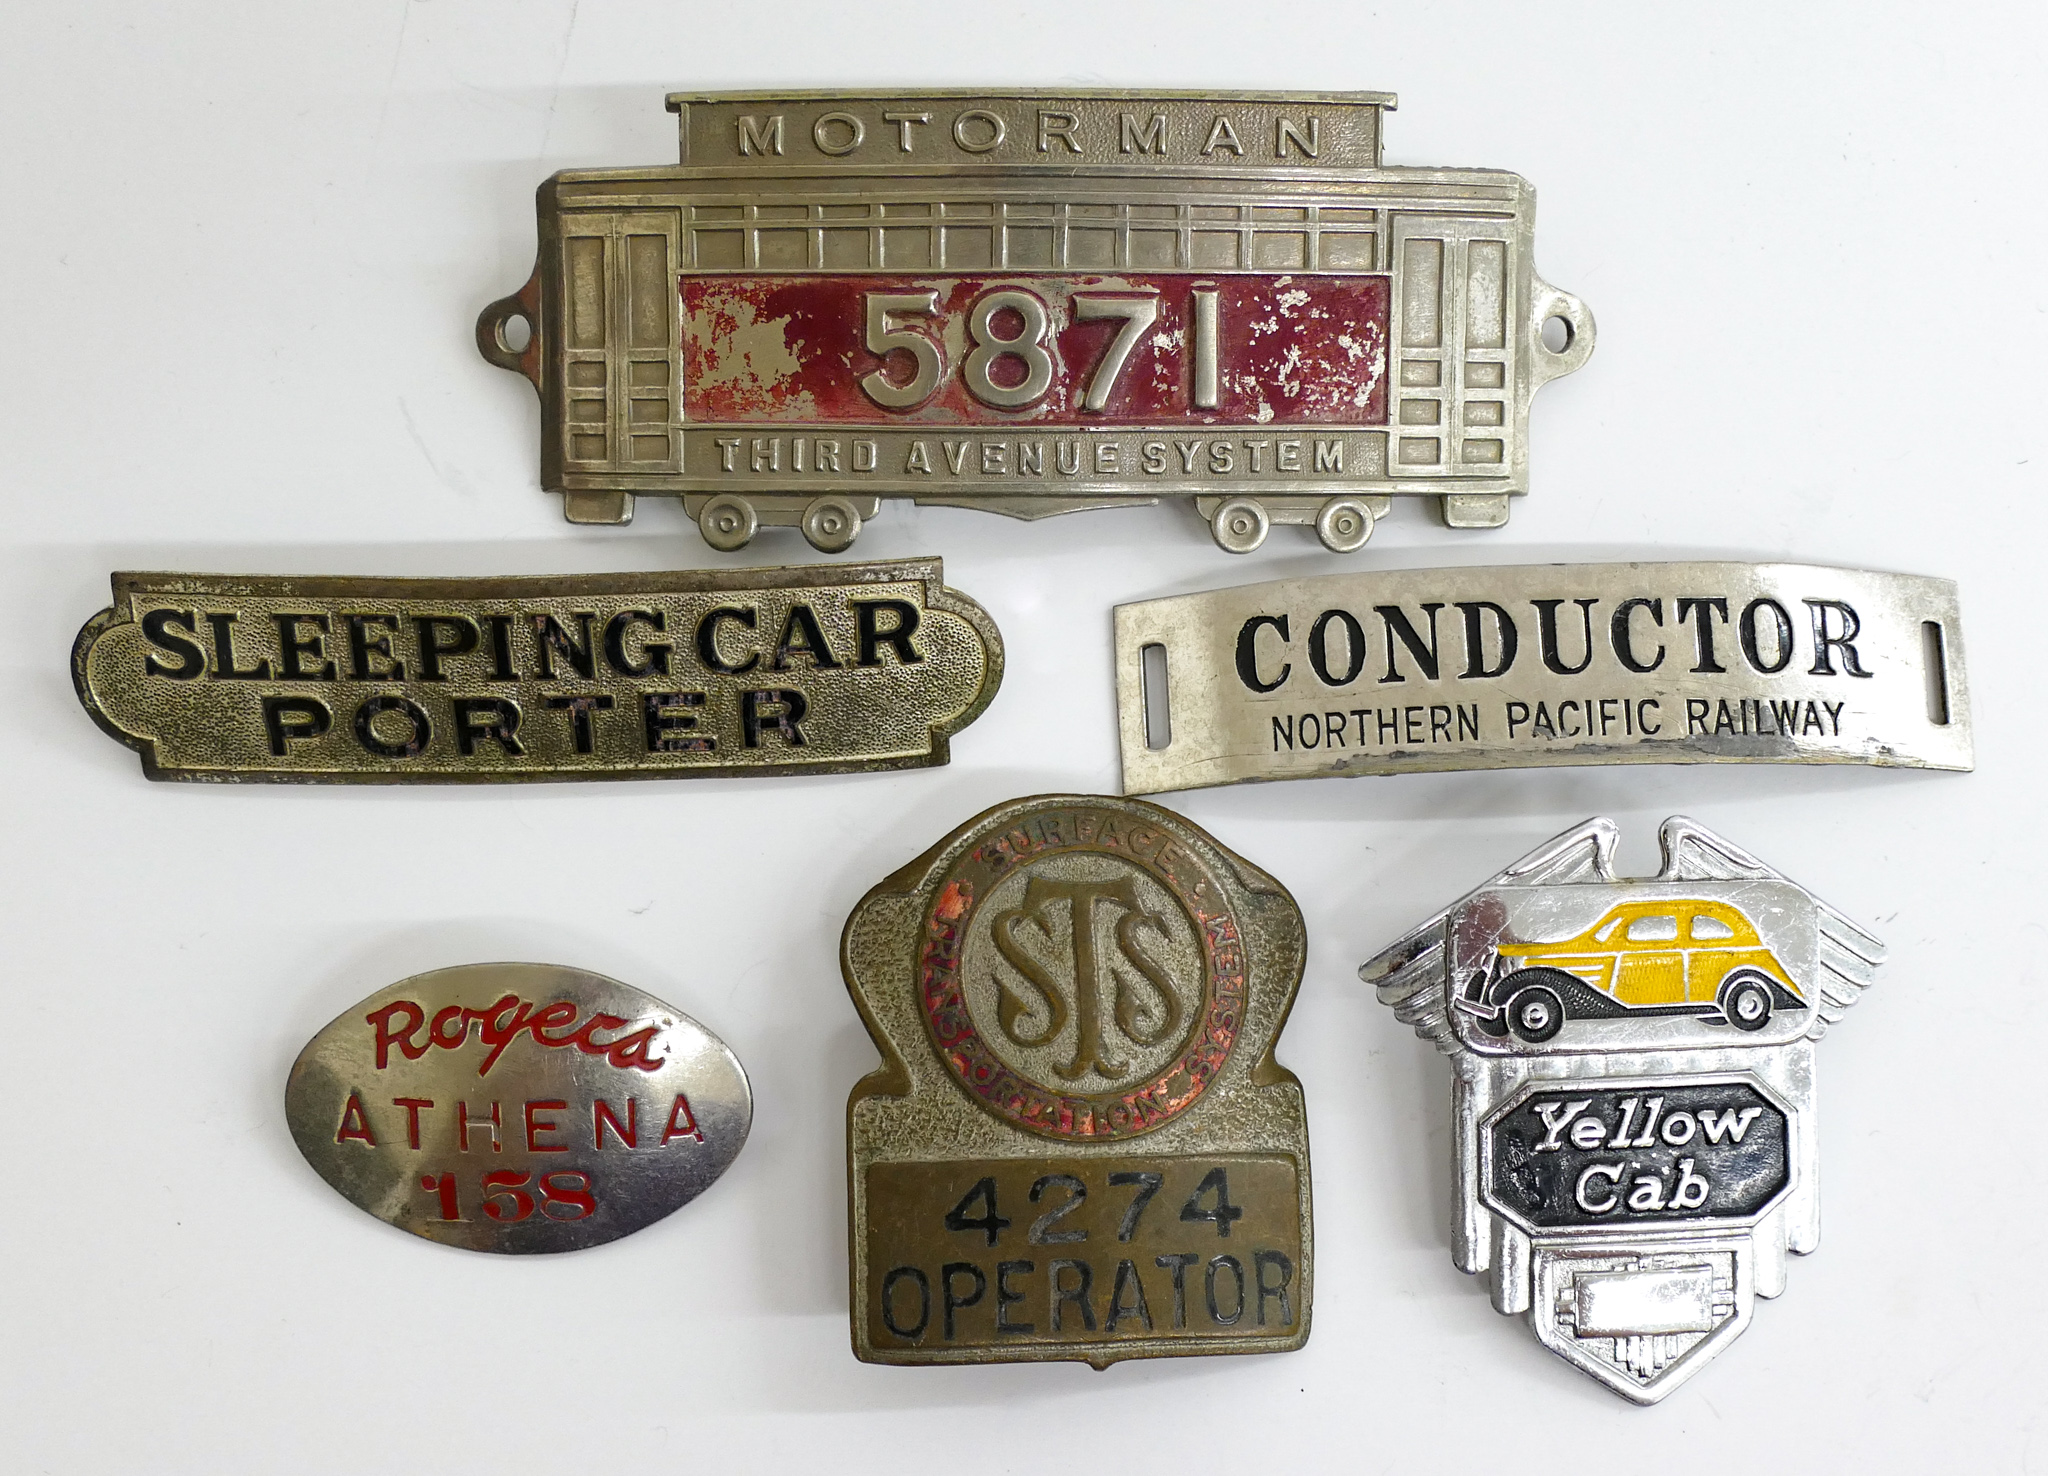 MOTORMAN
5871
THIRD AVENUE SYSTEM
SLEEPING CAR
PORTER
CONDUCTOR
NORTHERN PACIFIC RAILWAY
Rogers
ATHENA
158
SURFACE
TRANSPORTATION SYSTEM
STS
4274
OPERATOR
Yellow
Cab